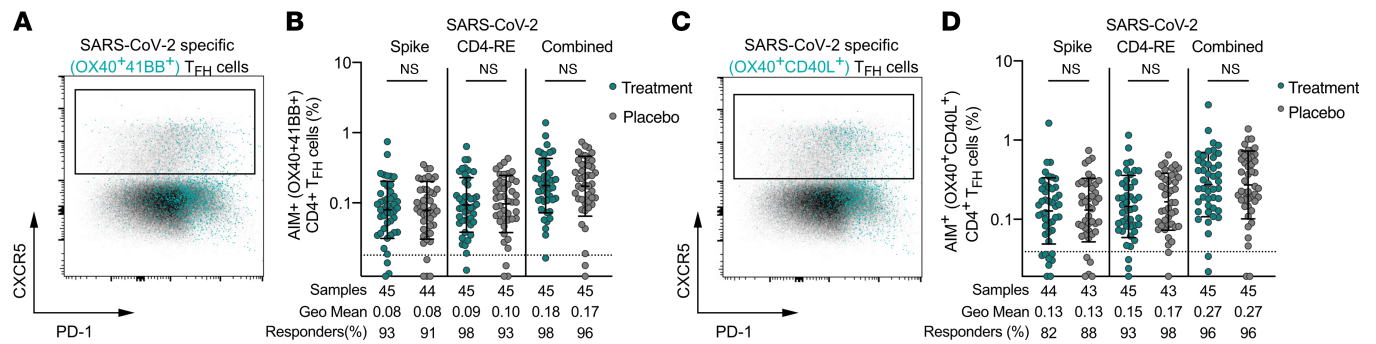 A
SARS-CoV-2 specific
(OX40+41BB+) TFH cells
CXCR5
PD-1
B
SARS-CoV-2
Spike CD4-RE Combined
NS NS NS
AIM+ (OX40+41BB+)
CD4+ TFH cells (%)
10
1
0.1
Treatment
Placebo
Samples 45 44 45 45 45 45
Geo Mean 0.08 0.08 0.09 0.10 0.18 0.17
Responders(%) 93 91 98 93 98 96
C
SARS-CoV-2 specific
(OX40+CD40L+) TFH cells
CXCR5
PD-1
D
SARS-CoV-2
Spike CD4-RE Combined
NS NS NS
AIM+ (OX40+CD40L+)
CD4+ TFH cells (%)
10
1
0.1
Treatment
Placebo
Samples 44 43 45 43 45 45
Geo Mean 0.13 0.13 0.15 0.17 0.27 0.27
Responders (%) 82 88 93 98 96 96